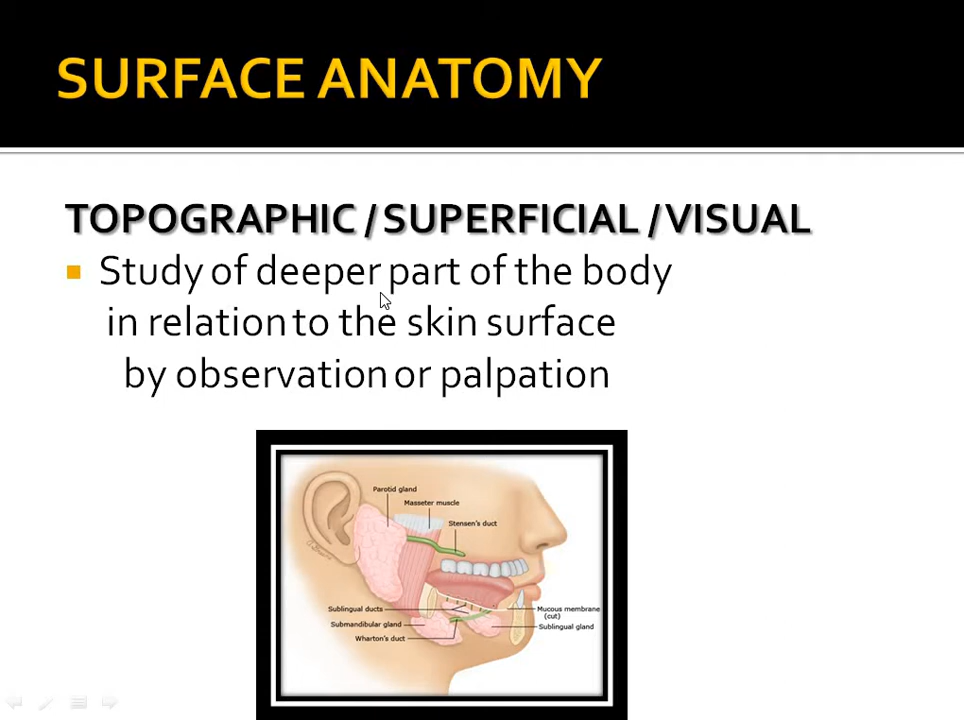 SURFACE ANATOMY
TOPOGRAPHIC / SUPERFICIAL / VISUAL
Study of deeper part of the body
in relation to the skin surface
by observation or palpation
Parotid gland
Masseter muscle
Stensen's duct
Sublingual ducts
Submandibular gland
Wharton's duct
Mucous membrane
(cut)
Sublingual gland